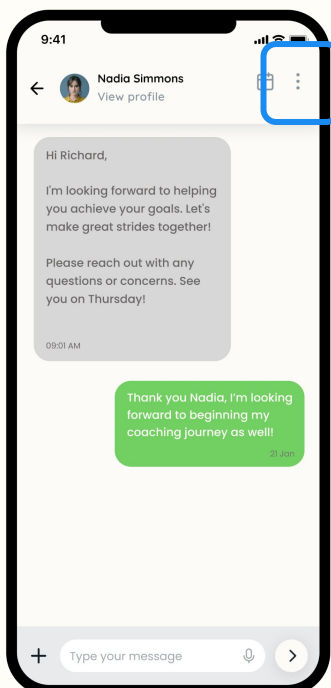 9:41
Nadia Simmons
View profile
Hi Richard,
I'm looking forward to helping
you achieve your goals. Let's
make great strides together!
Please reach out with any
questions or concerns. See
you on Thursday!
09:01 AM
Thank you Nadia, I'm looking
forward to beginning my
coaching journey as well!
21 Jan
Type your message